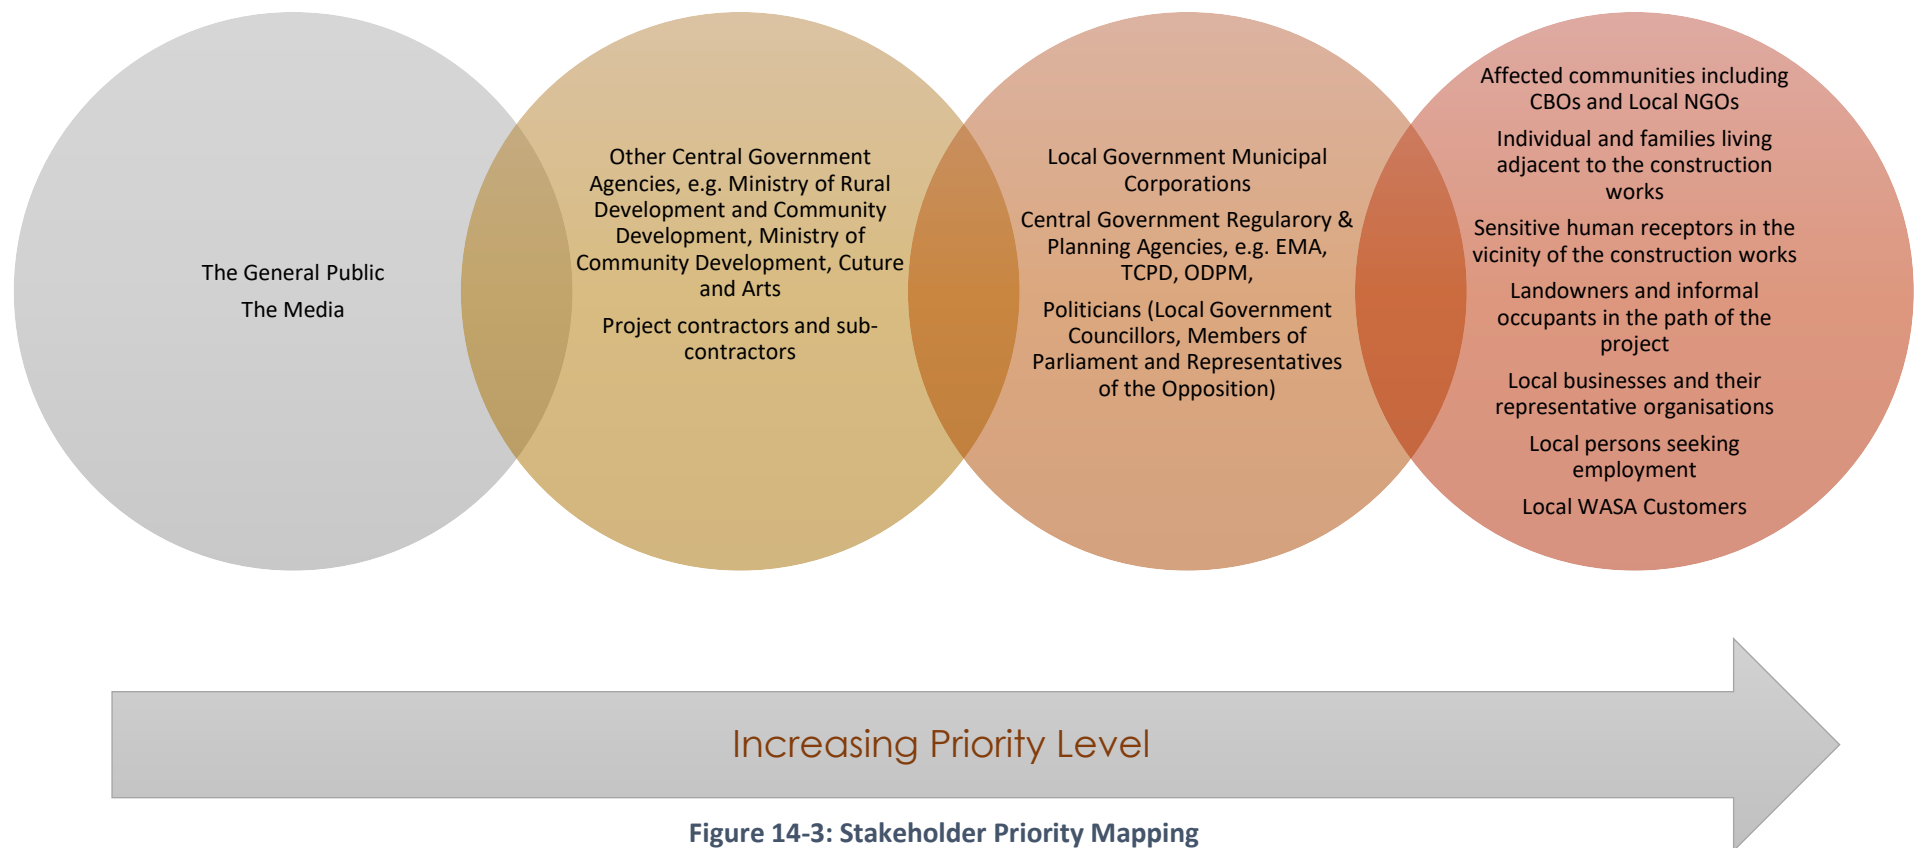 The General Public
The Media
Other Central Government
Agencies, e.g. Ministry of Rural
Development and Community
Development, Ministry of
Community Development, Cuture
and Arts
Project contractors and sub-
contractors
Local Government Municipal
Corporations
Central Government Regularory &
Planning Agencies, e.g. EMA,
TCPD, ODPM,
Politicians (Local Government
Councillors, Members of
Parliament and Representatives
of the Opposition)
Affected communities including
CBOs and Local NGOs
Individual and families living
adjacent to the construction
works
Sensitive human receptors in the
vicinity of the construction works
Landowners and informal
occupants in the path of the
project
Local businesses and their
representative organisations
Local persons seeking
employment
Local WASA Customers
Increasing Priority Level
Figure 14-3: Stakeholder Priority Mapping